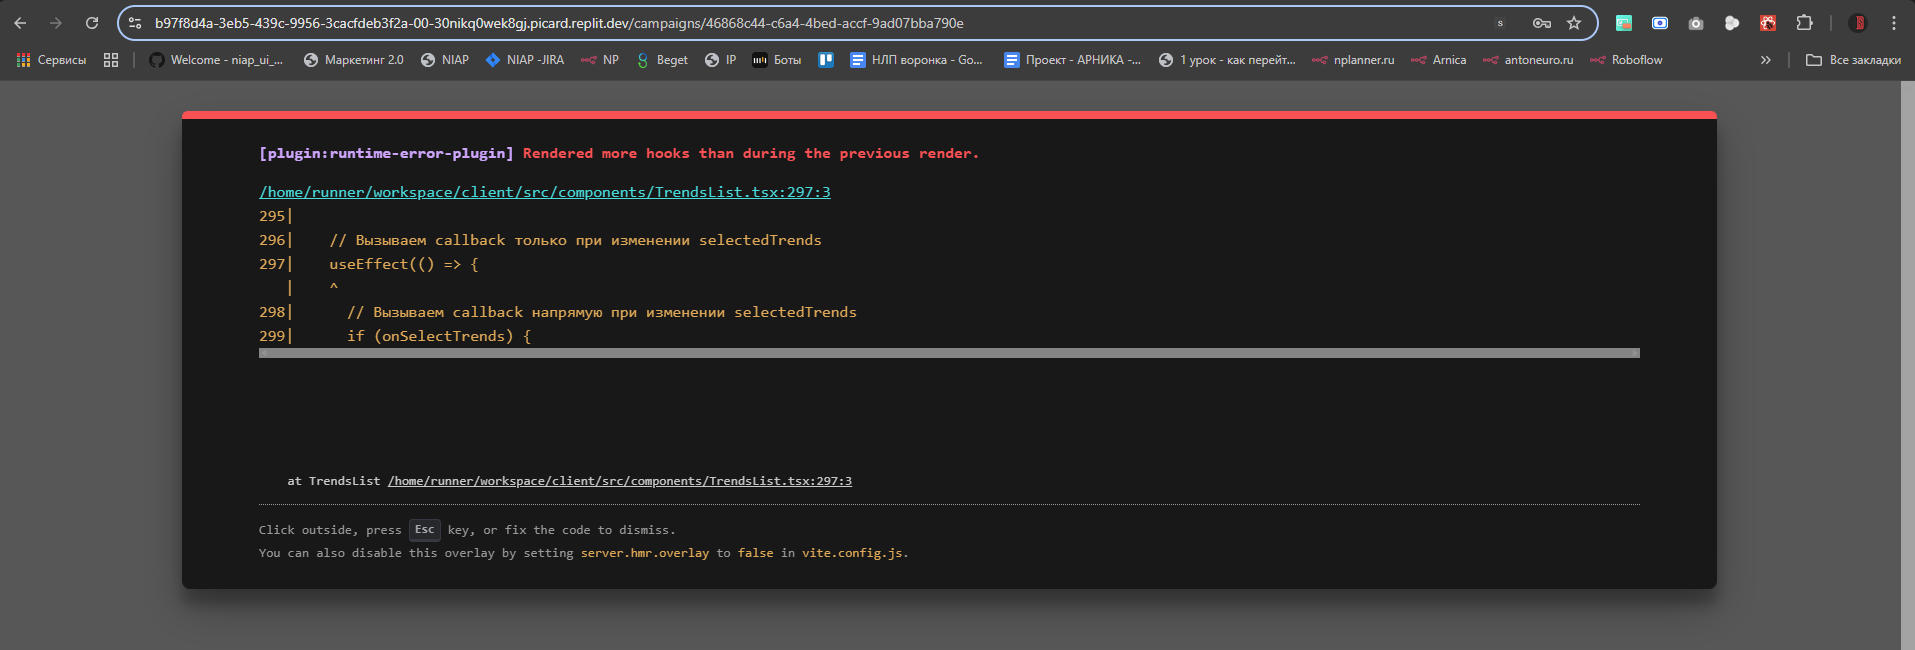 b97f8d4a-3eb5-439c-9956-3cacfdeb3f2a-00-30nikq0wek8gj.picard.replit.dev/campaigns/46868c44-c6a4-4bed-accf-9ad07bba790e
Сервисы Welcome - niap_ui_... Маркетинг 2.0 NIAP NIAP -JIRA NP Beget IP Боты НЛП воронка - Go... Проект - АРНИКА -... 1 урок - как перейт... nplanner.ru Arnica antoneuro.ru Roboflow » Все закладки
[plugin:runtime-error-plugin] Rendered more hooks than during the previous render.
/home/runner/workspace/client/src/components/TrendsList.tsx:297:3
295|
296|    // Вызываем callback только при изменении selectedTrends
297|    useEffect(() => {
   |    ^
298|      // Вызываем callback напрямую при изменении selectedTrends
299|      if (onSelectTrends) {
at TrendsList /home/runner/workspace/client/src/components/TrendsList.tsx:297:3
Click outside, press Esc key, or fix the code to dismiss.
You can also disable this overlay by setting server.hmr.overlay to false in vite.config.js.